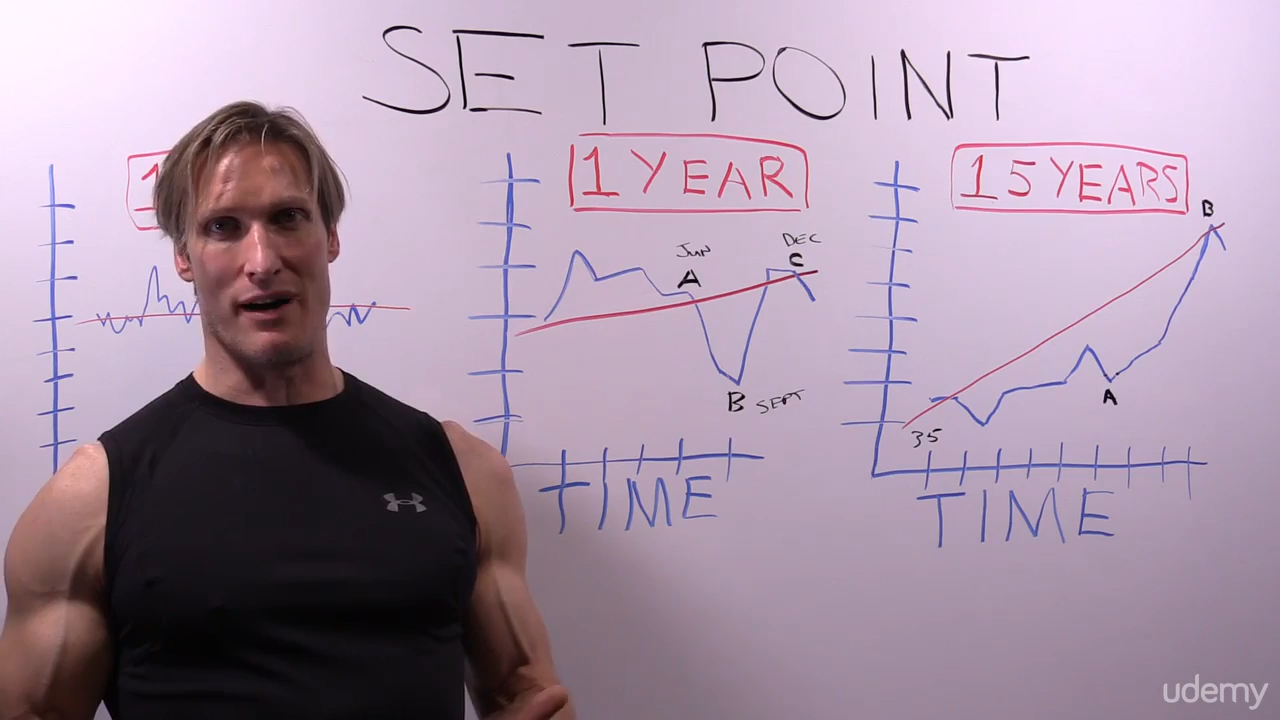 SET POINT
1 YEAR
15 YEARS
JUN
A
DEC
C
B SEPT
B
A
35
TIME
TIME
udemy